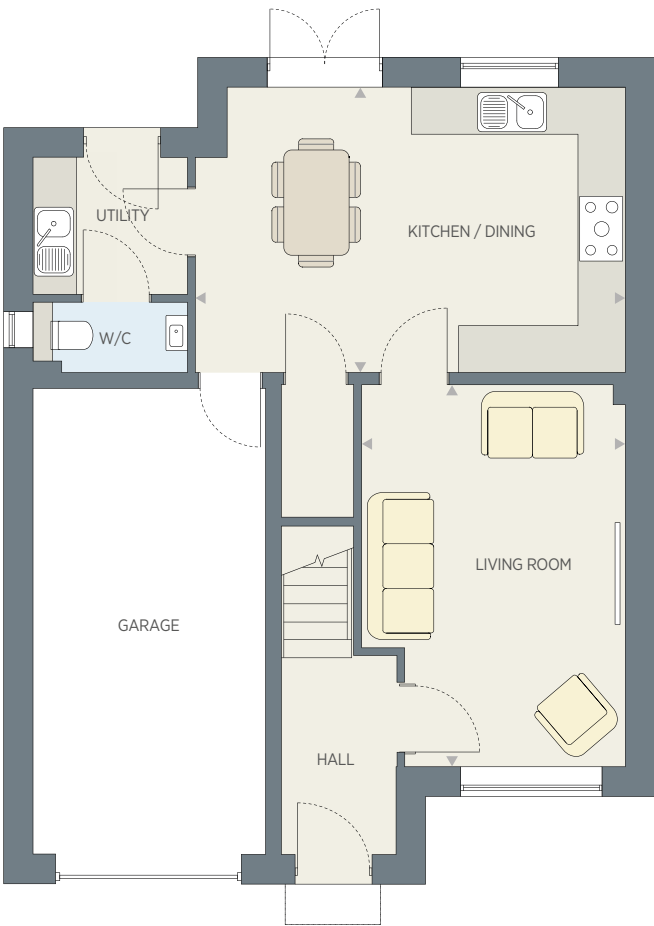 UTILITY
KITCHEN / DINING
W/C
LIVING ROOM
GARAGE
HALL